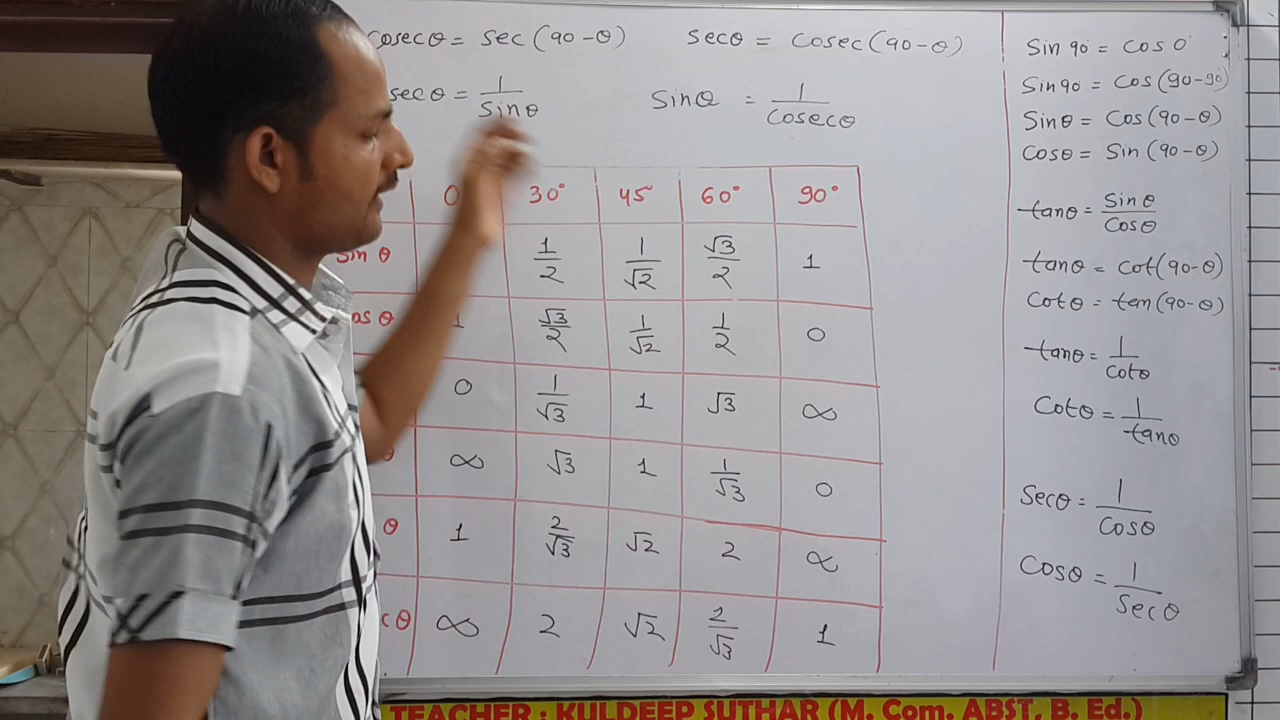 cosecθ = sec (90-θ) secθ = cosec (90-θ)
secθ = 1/sinθ Sinθ = 1/cosecθ
30° 45° 60° 90°
Sin θ 1/2 1/√2 √3/2 1
os θ 1 √3/2 1/√2 1/2 0
0 1/√3 1 √3 ∞
∞ √3 1 1/√3 0
θ 1 2/√3 √2 2 ∞
cθ ∞ 2 √2 2/√3 1
Sin 90° = cos 0°
Sin 90 = cos (90-90)
Sinθ = cos (90-θ)
cosθ = Sin (90-θ)
tanθ = Sinθ/Cosθ
tanθ = cot(90-θ)
Cotθ = tan (90-θ)
tanθ = 1/cotθ
Cotθ = 1/tanθ
Secθ = 1/Cosθ
Cosθ = 1/Secθ
TEACHER : KULDEEP SUTHAR (M. Com. ABST, B. Ed.)